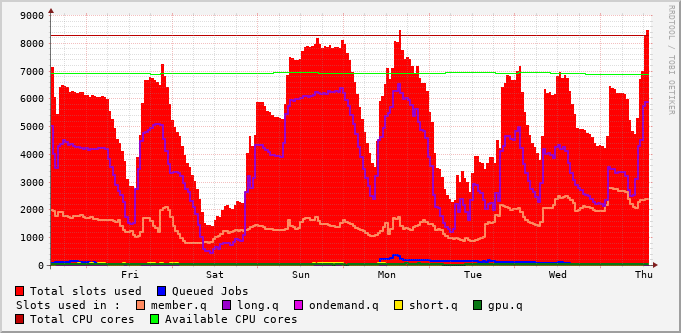 9000
8000
7000
6000
5000
4000
3000
2000
1000
0
Fri Sat Sun Mon Tue Wed Thu
Total slots used Queued Jobs
Slots used in : member.q long.q ondemand.q short.q gpu.q
Total CPU cores Available CPU cores
RRDTOOL / TOBI OETIKER